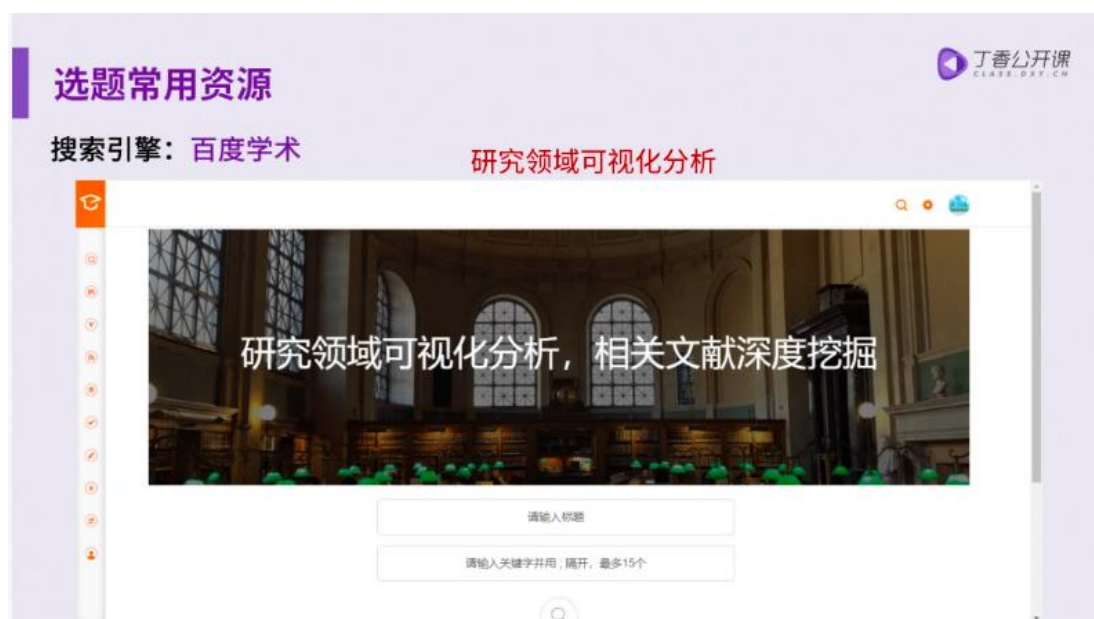 选题常用资源
丁香公开课
CLASS.DXY.CN
搜索引擎：百度学术
研究领域可视化分析
研究领域可视化分析，相关文献深度挖掘
请输入标题
请输入关键字并用 ; 隔开，最多15个